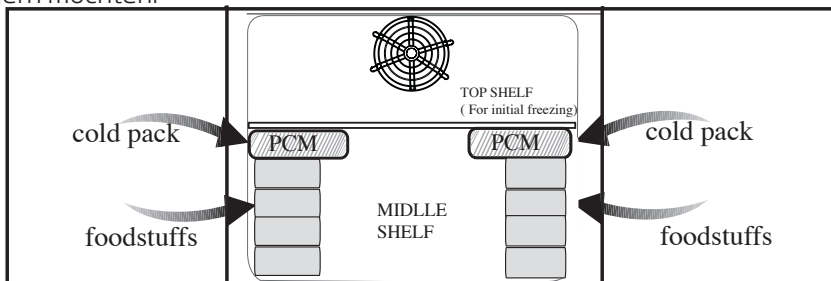 TOP SHELF
( For initial freezing)
cold pack
PCM
PCM
cold pack
foodstuffs
MIDLLE
SHELF
foodstuffs